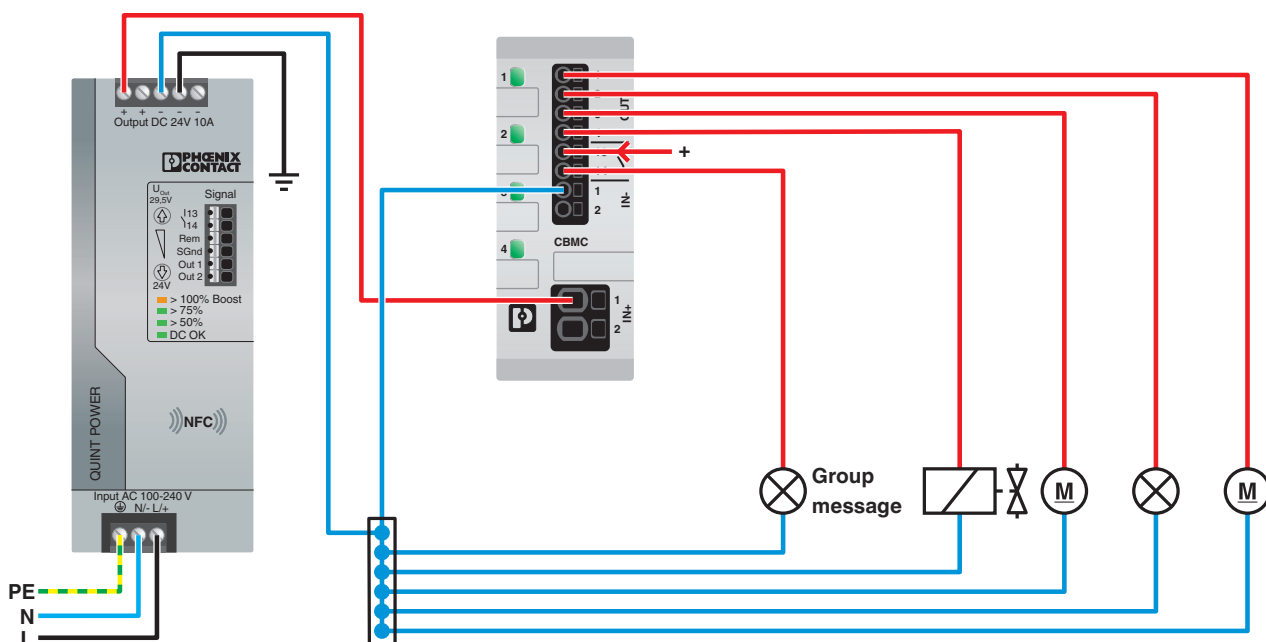 + + - - -
Output DC 24V 10A
PHŒNIX
CONTACT
UOut
29,5V
Signal
13
14
Rem
SGnd
Out 1
Out 2
24V
> 100% Boost
> 75%
> 50%
DC OK
QUINT POWER
NFC
Input AC 100-240 V
N/- L/+
PE
N
L
1
2
3
4
OUT
+
1
2
IN-
CBMC
1
2
IN+
Group
message
M
M